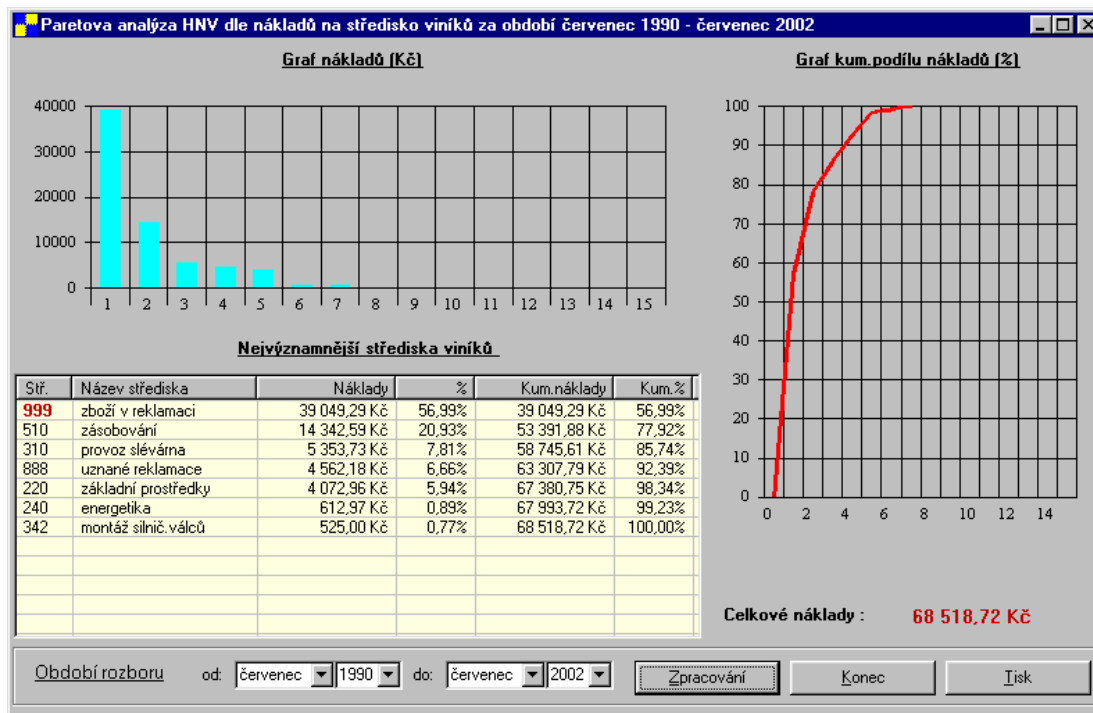 Paretova analýza HNV dle nákladů na středisko viníků za období červenec 1990 - červenec 2002
Graf nákladů (Kč)
40000
30000
20000
10000
0
1 2 3 4 5 6 7 8 9 10 11 12 13 14 15
Graf kum.podílu nákladů (%)
100
90
80
70
60
50
40
30
20
10
0
0 2 4 6 8 10 12 14
Nejvýznamnější střediska viníků
Stř. Název střediska Náklady % Kum.náklady Kum.%
999 zboží v reklamaci 39 049,29 Kč 56,99% 39 049,29 Kč 56,99%
510 zásobování 14 342,59 Kč 20,93% 53 391,88 Kč 77,92%
310 provoz slévárna 5 353,73 Kč 7,81% 58 745,61 Kč 85,74%
888 uznané reklamace 4 562,18 Kč 6,66% 63 307,79 Kč 92,39%
220 základní prostředky 4 072,96 Kč 5,94% 67 380,75 Kč 98,34%
240 energetika 612,97 Kč 0,89% 67 993,72 Kč 99,23%
342 montáž silnič.válců 525,00 Kč 0,77% 68 518,72 Kč 100,00%
Celkové náklady : 68 518,72 Kč
Období rozboru od: červenec 1990 do: červenec 2002 Zpracování Konec Tisk